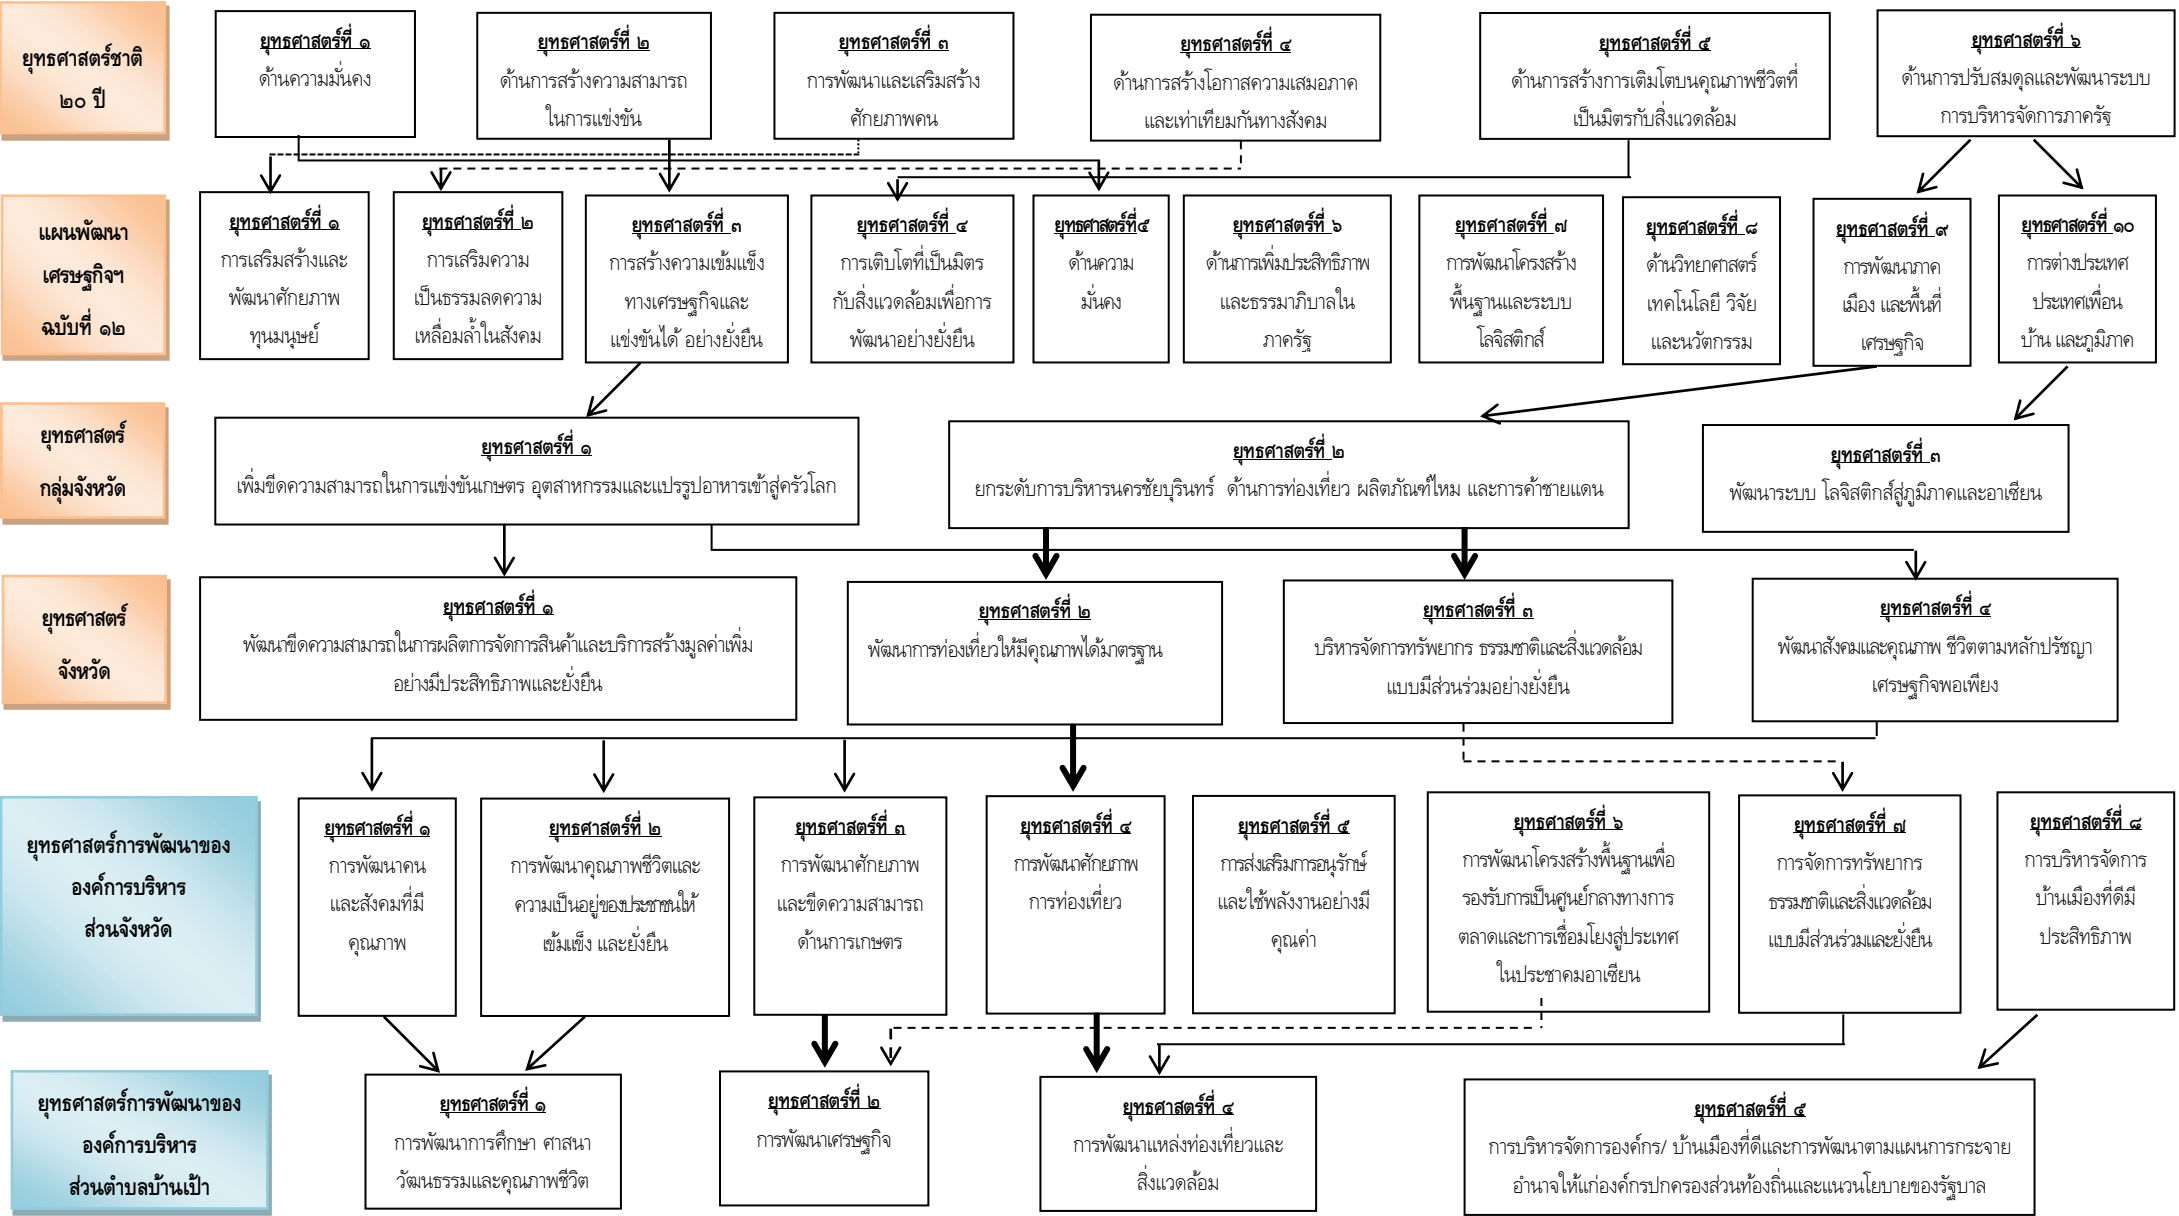 ยุทธศาสตร์ชาติ
๒๐ ปี
ยุทธศาสตร์ที่ ๑
ด้านความมั่นคง
ยุทธศาสตร์ที่ ๒
ด้านการสร้างความสามารถ
ในการแข่งขัน
ยุทธศาสตร์ที่ ๓
การพัฒนาและเสริมสร้าง
ศักยภาพคน
ยุทธศาสตร์ที่ ๔
ด้านการสร้างโอกาสความเสมอภาค
และเท่าเทียมกันทางสังคม
ยุทธศาสตร์ที่ ๕
ด้านการสร้างการเติมโตบนคุณภาพชีวิตที่
เป็นมิตรกับสิ่งแวดล้อม
ยุทธศาสตร์ที่ ๖
ด้านการปรับสมดุลและพัฒนาระบบ
การบริหารจัดการภาครัฐ
แผนพัฒนา
เศรษฐกิจฯ
ฉบับที่ ๑๒
ยุทธศาสตร์ที่ ๑
การเสริมสร้างและ
พัฒนาศักยภาพ
ทุนมนุษย์
ยุทธศาสตร์ที่ ๒
การเสริมความ
เป็นธรรมลดความ
เหลื่อมล้ำในสังคม
ยุทธศาสตร์ที่ ๓
การสร้างความเข้มแข็ง
ทางเศรษฐกิจและ
แข่งขันได้ อย่างยั่งยืน
ยุทธศาสตร์ที่ ๔
การเติบโตที่เป็นมิตร
กับสิ่งแวดล้อมเพื่อการ
พัฒนาอย่างยั่งยืน
ยุทธศาสตร์ที่๕
ด้านความ
มั่นคง
ยุทธศาสตร์ที่ ๖
ด้านการเพิ่มประสิทธิภาพ
และธรรมาภิบาลใน
ภาครัฐ
ยุทธศาสตร์ที่ ๗
การพัฒนาโครงสร้าง
พื้นฐานและระบบ
โลจิสติกส์
ยุทธศาสตร์ที่ ๘
ด้านวิทยาศาสตร์
เทคโนโลยี วิจัย
และนวัตกรรม
ยุทธศาสตร์ที่ ๙
การพัฒนาภาค
เมือง และพื้นที่
เศรษฐกิจ
ยุทธศาสตร์ที่ ๑๐
การต่างประเทศ
ประเทศเพื่อน
บ้าน และภูมิภาค
ยุทธศาสตร์
กลุ่มจังหวัด
ยุทธศาสตร์ที่ ๑
เพิ่มขีดความสามารถในการแข่งขันเกษตร อุตสาหกรรมและแปรรูปอาหารเข้าสู่ครัวโลก
ยุทธศาสตร์ที่ ๒
ยกระดับการบริหารนครชัยบุรินทร์ ด้านการท่องเที่ยว ผลิตภัณฑ์ไหม และการค้าชายแดน
ยุทธศาสตร์ที่ ๓
พัฒนาระบบ โลจิสติกส์สู่ภูมิภาคและอาเซียน
ยุทธศาสตร์
จังหวัด
ยุทธศาสตร์ที่ ๑
พัฒนาขีดความสามารถในการผลิตการจัดการสินค้าและบริการสร้างมูลค่าเพิ่ม
อย่างมีประสิทธิภาพและยั่งยืน
ยุทธศาสตร์ที่ ๒
พัฒนาการท่องเที่ยวให้มีคุณภาพได้มาตรฐาน
ยุทธศาสตร์ที่ ๓
บริหารจัดการทรัพยากร ธรรมชาติและสิ่งแวดล้อม
แบบมีส่วนร่วมอย่างยั่งยืน
ยุทธศาสตร์ที่ ๔
พัฒนาสังคมและคุณภาพ ชีวิตตามหลักปรัชญา
เศรษฐกิจพอเพียง
ยุทธศาสตร์การพัฒนาของ
องค์การบริหาร
ส่วนจังหวัด
ยุทธศาสตร์ที่ ๑
การพัฒนาคน
และสังคมที่มี
คุณภาพ
ยุทธศาสตร์ที่ ๒
การพัฒนาคุณภาพชีวิตและ
ความเป็นอยู่ของประชาชนให้
เข้มแข็ง และยั่งยืน
ยุทธศาสตร์ที่ ๓
การพัฒนาศักยภาพ
และขีดความสามารถ
ด้านการเกษตร
ยุทธศาสตร์ที่ ๔
การพัฒนาศักยภาพ
การท่องเที่ยว
ยุทธศาสตร์ที่ ๕
การส่งเสริมการอนุรักษ์
และใช้พลังงานอย่างมี
คุณค่า
ยุทธศาสตร์ที่ ๖
การพัฒนาโครงสร้างพื้นฐานเพื่อ
รองรับการเป็นศูนย์กลางทางการ
ตลาดและการเชื่อมโยงสู่ประเทศ
ในประชาคมอาเซียน
ยุทธศาสตร์ที่ ๗
การจัดการทรัพยากร
ธรรมชาติและสิ่งแวดล้อม
แบบมีส่วนร่วมและยั่งยืน
ยุทธศาสตร์ที่ ๘
การบริหารจัดการ
บ้านเมืองที่ดีมี
ประสิทธิภาพ
ยุทธศาสตร์การพัฒนาของ
องค์การบริหาร
ส่วนตำบลบ้านเป้า
ยุทธศาสตร์ที่ ๑
การพัฒนาการศึกษา ศาสนา
วัฒนธรรมและคุณภาพชีวิต
ยุทธศาสตร์ที่ ๒
การพัฒนาเศรษฐกิจ
ยุทธศาสตร์ที่ ๔
การพัฒนาแหล่งท่องเที่ยวและ
สิ่งแวดล้อม
ยุทธศาสตร์ที่ ๕
การบริหารจัดการองค์กร/ บ้านเมืองที่ดีและการพัฒนาตามแผนการกระจาย
อำนาจให้แก่องค์กรปกครองส่วนท้องถิ่นและแนวนโยบายของรัฐบาล